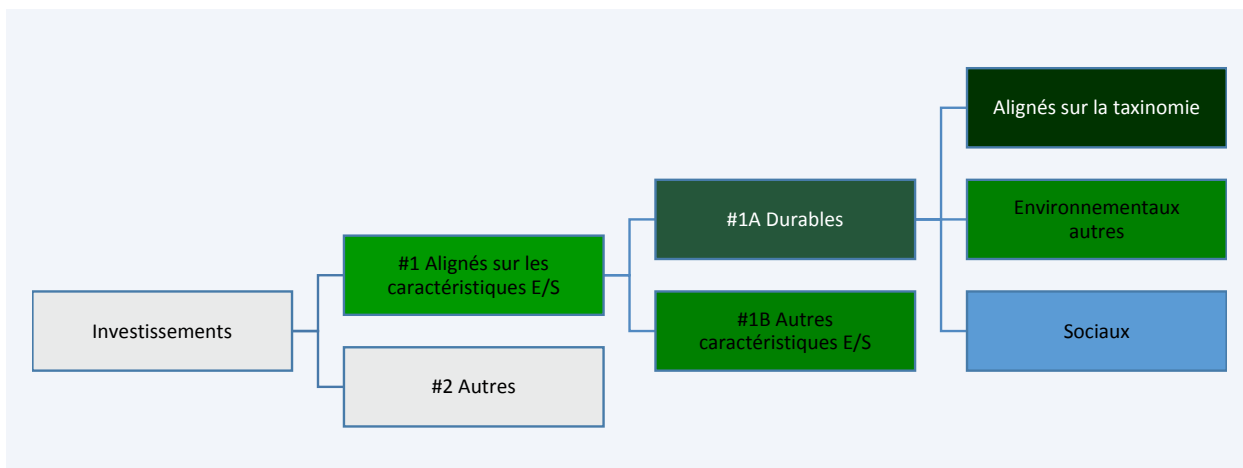 Investissements
#1 Alignés sur les
caractéristiques E/S
#2 Autres
#1A Durables
#1B Autres
caractéristiques E/S
Alignés sur la taxinomie
Environnementaux
autres
Sociaux